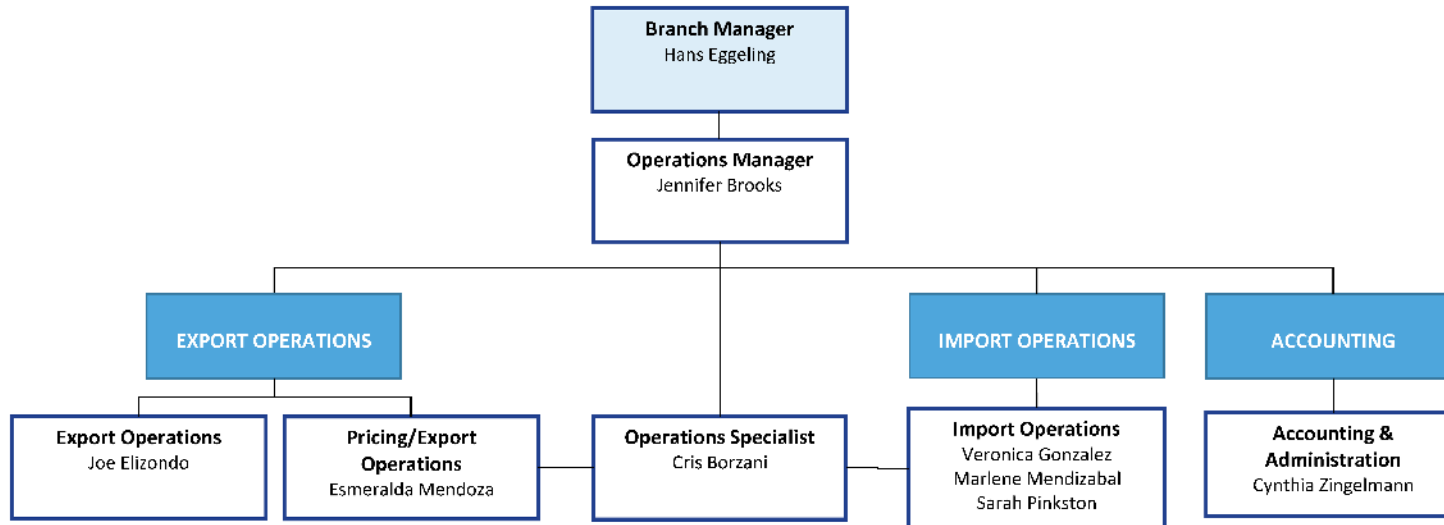 Branch Manager
Hans Eggeling
Operations Manager
Jennifer Brooks
EXPORT OPERATIONS
IMPORT OPERATIONS
ACCOUNTING
Export Operations
Joe Elizondo
Pricing/Export
Operations
Esmeralda Mendoza
Operations Specialist
Cris Borzani
Import Operations
Veronica Gonzalez
Marlene Mendizabal
Sarah Pinkston
Accounting &
Administration
Cynthia Zingelmann